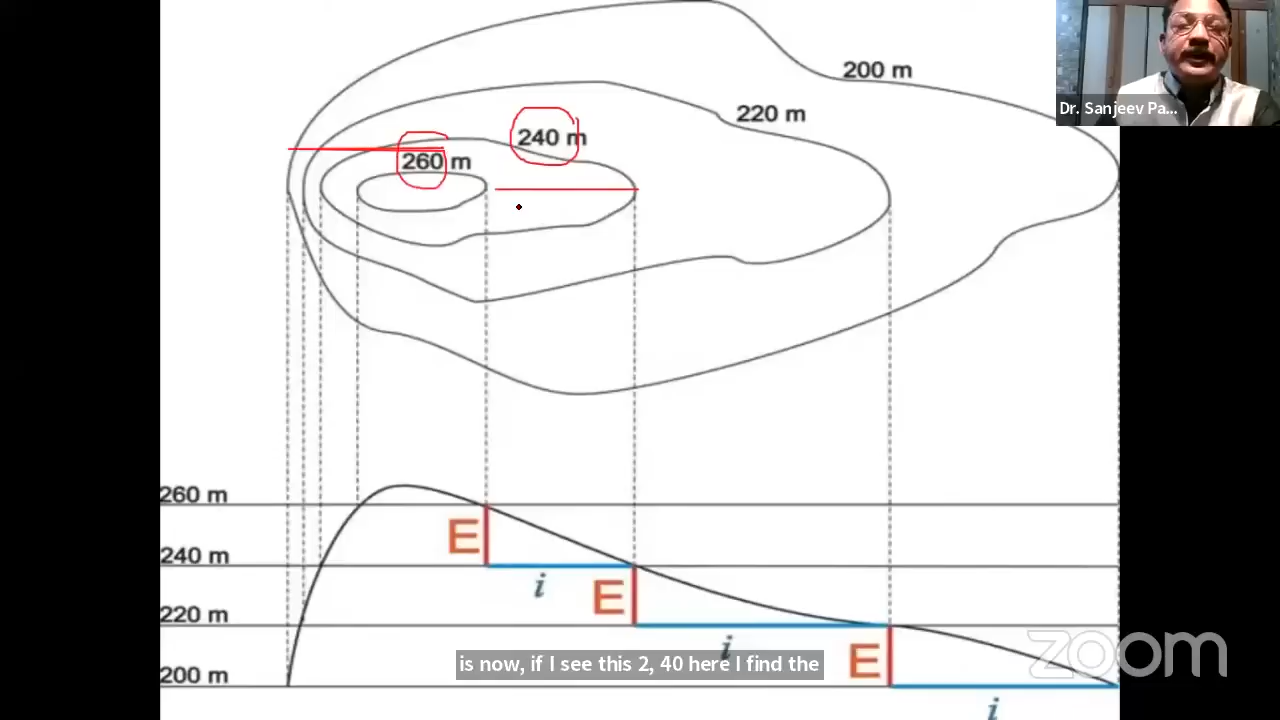 200 m
Dr. Sanjeev Pa...
220 m
240 m
260 m
260 m
E
240 m
i
E
220 m
i
E
zoom
is now, if I see this 2, 40 here I find the
200 m
i